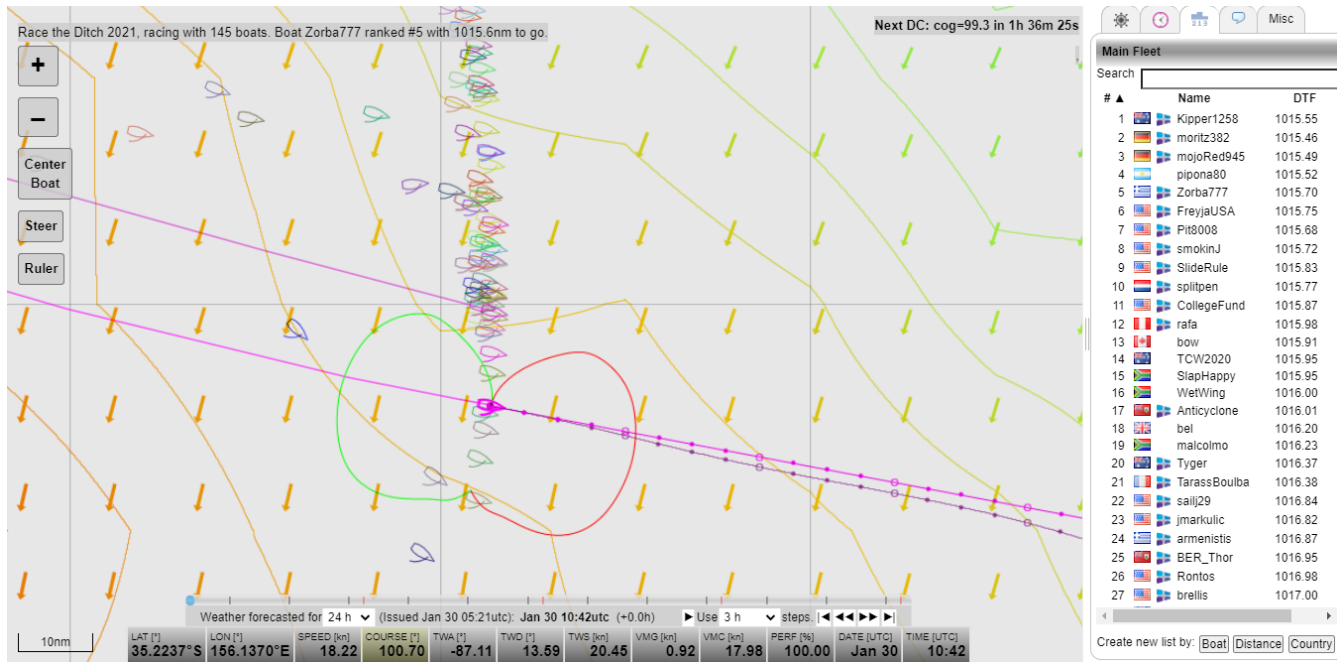 Race the Ditch 2021, racing with 145 boats. Boat Zorba777 ranked #5 with 1015.6nm to go.
Next DC: cog=99.3 in 1h 36m 25s
+
−
Center
Boat
Steer
Ruler
10nm
Weather forecasted for 24 h (Issued Jan 30 05:21utc): Jan 30 10:42utc (+0.0h) Use 3 h steps.
LAT [°] LON [°] SPEED [kn] COURSE [°] TWA [°] TWD [°] TWS [kn] VMG [kn] VMC [kn] PERF [%] DATE [UTC] TIME [UTC]
35.2237°S 156.1370°E 18.22 100.70 -87.11 13.59 20.45 0.92 17.98 100.00 Jan 30 10:42
213
Misc
Main Fleet
Search
# ▲ Name DTF
1 Kipper1258 1015.55
2 moritz382 1015.46
3 mojoRed945 1015.49
4 pipona80 1015.52
5 Zorba777 1015.70
6 FreyjaUSA 1015.75
7 Pit8008 1015.68
8 smokinJ 1015.72
9 SlideRule 1015.83
10 splitpen 1015.77
11 CollegeFund 1015.87
12 rafa 1015.98
13 bow 1015.91
14 TCW2020 1015.95
15 SlapHappy 1015.95
16 WetWing 1016.00
17 Anticyclone 1016.01
18 bel 1016.20
19 malcolmo 1016.23
20 Tyger 1016.37
21 TarassBoulba 1016.38
22 sailj29 1016.84
23 jmarkulic 1016.82
24 armenistis 1016.87
25 BER_Thor 1016.95
26 Rontos 1016.98
27 brellis 1017.00
Create new list by: Boat Distance Country